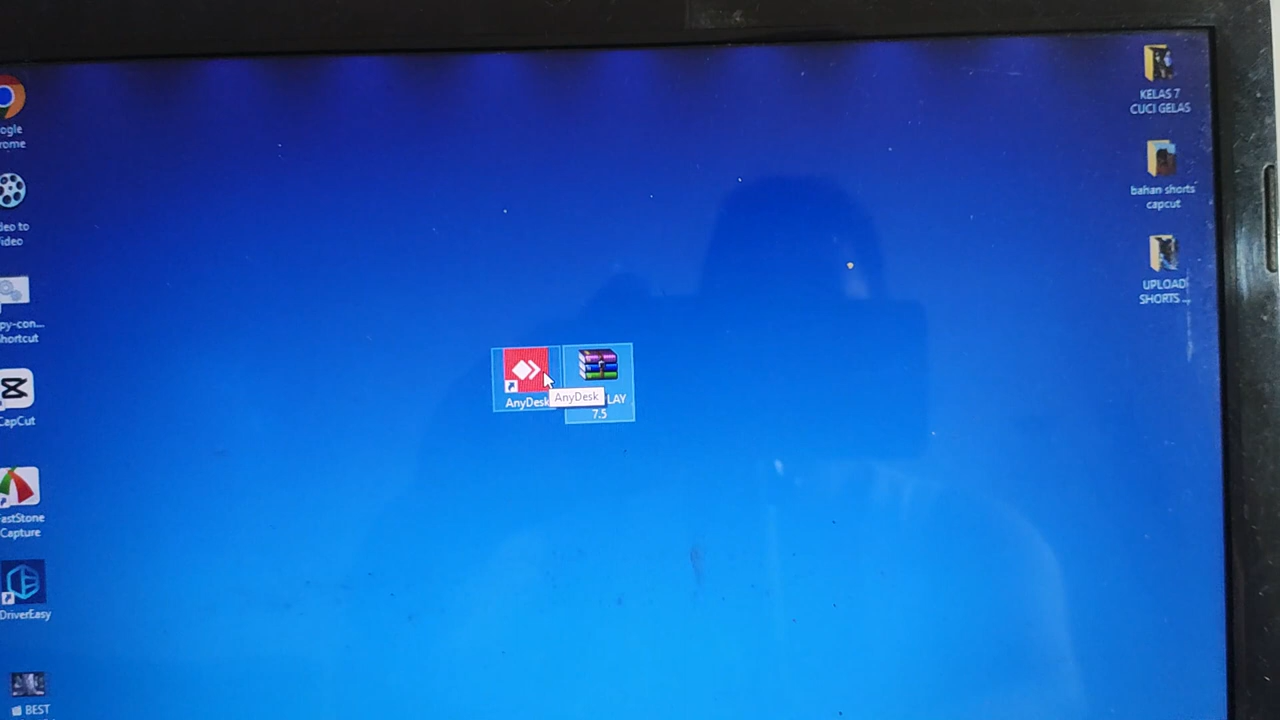 ogle
rome
deo to
ideo
py-con...
hortcut
CapCut
FastStone
Capture
DriverEasy
BEST
AnyDesk
AnyDesk
LAY
7.5
KELAS 7
CUCI GELAS
bahan shorts
capcut
UPLOAD
SHORTS ...